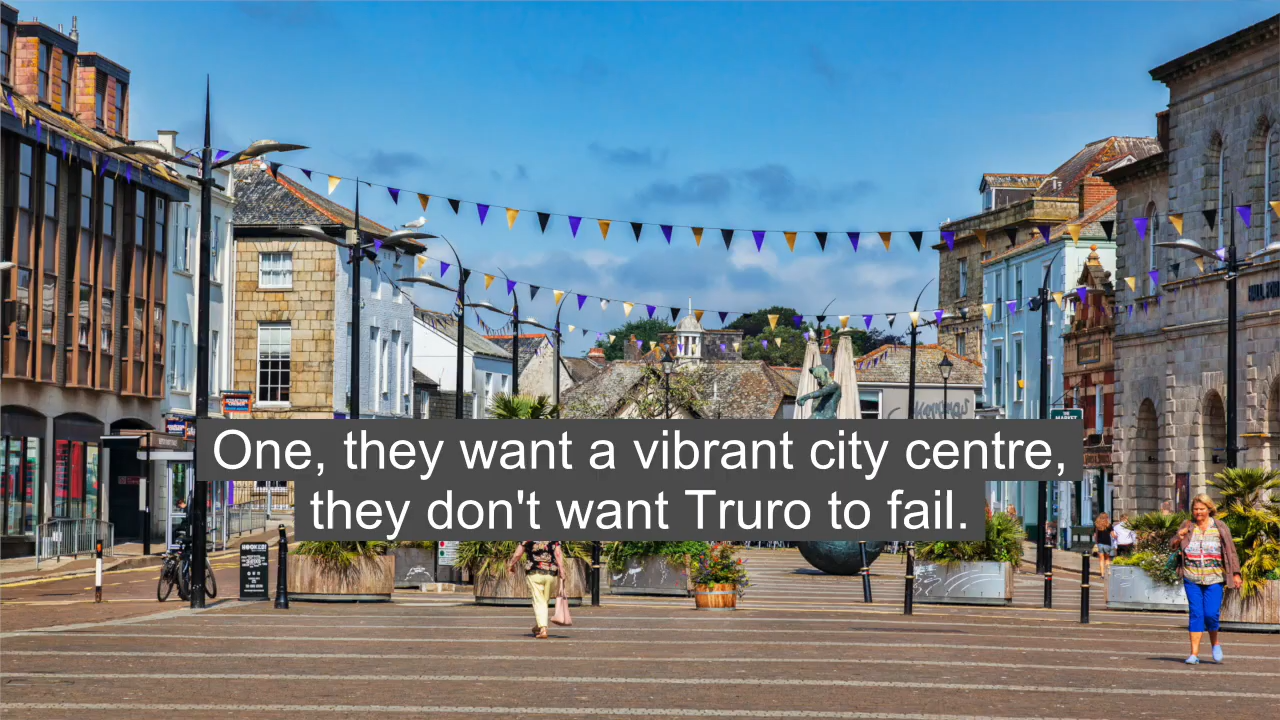 One, they want a vibrant city centre,
they don't want Truro to fail.